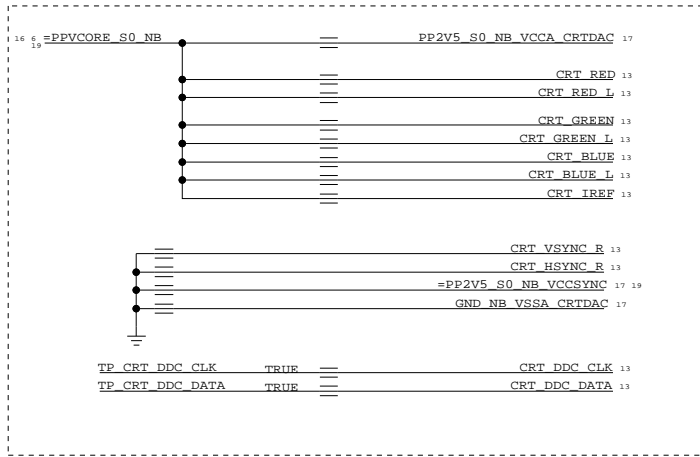 16 6 =PPVCORE_S0_NB PP2V5_S0_NB_VCCA_CRTDAC 17
19
CRT_RED 13
CRT_RED_L 13
CRT_GREEN 13
CRT_GREEN_L 13
CRT_BLUE 13
CRT_BLUE_L 13
CRT_IREF 13
CRT_VSYNC_R 13
CRT_HSYNC_R 13
=PP2V5_S0_NB_VCCSYNC 17 19
GND_NB_VSSA_CRTDAC 17
TP_CRT_DDC_CLK TRUE CRT_DDC_CLK 13
TP_CRT_DDC_DATA TRUE CRT_DDC_DATA 13